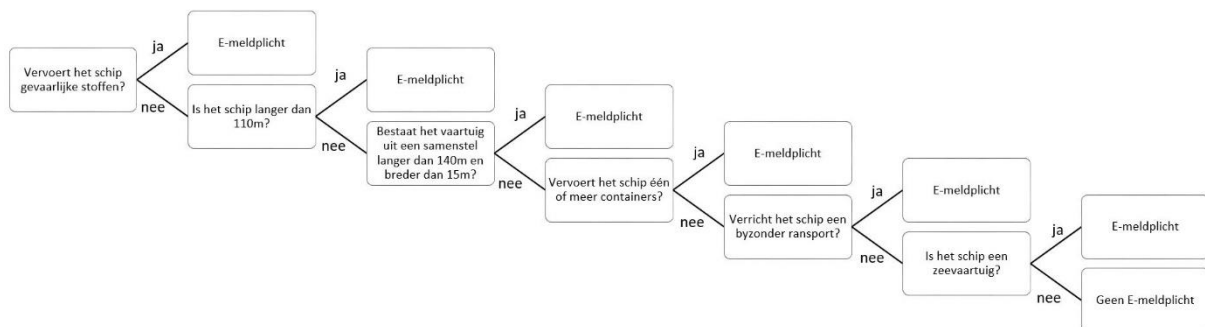 ja
E-meldplicht
Vervoert het schip
gevaarlijke stoffen?
nee
Is het schip langer dan
110m?
ja
E-meldplicht
nee
Bestaat het vaartuig
uit een samenstel
langer dan 140m en
breder dan 15m?
ja
E-meldplicht
nee
Vervoert het schip één
of meer containers?
ja
E-meldplicht
nee
Verricht het schip een
byzonder ransport?
ja
E-meldplicht
nee
Is het schip een
zeevaartuig?
ja
E-meldplicht
nee
Geen E-meldplicht